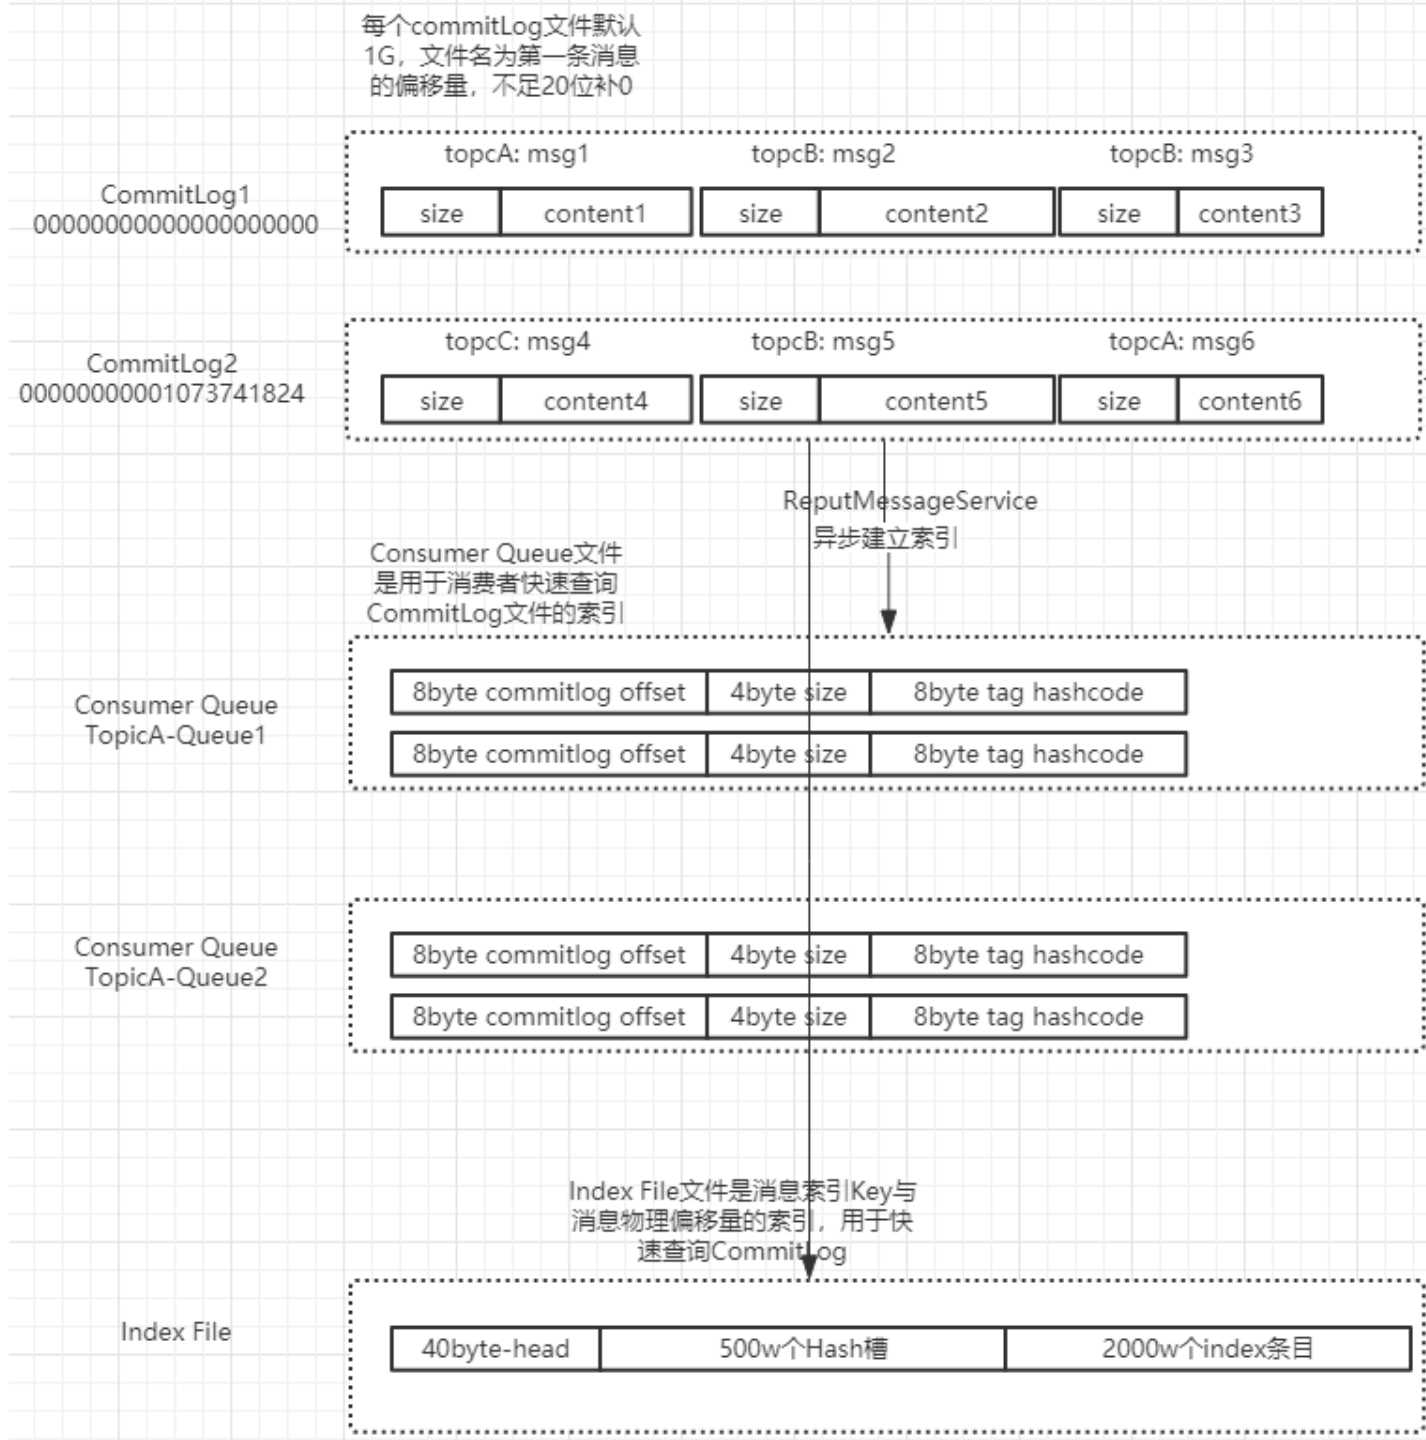 每个commitLog文件默认
1G，文件名为第一条消息
的偏移量，不足20位补0
topcA: msg1
topcB: msg2
topcB: msg3
CommitLog1
00000000000000000000
size
content1
size
content2
size
content3
topcC: msg4
topcB: msg5
topcA: msg6
CommitLog2
00000000001073741824
size
content4
size
content5
size
content6
ReputMessageService
异步建立索引
Consumer Queue文件
是用于消费者快速查询
CommitLog文件的索引
Consumer Queue
TopicA-Queue1
8byte commitlog offset
4byte size
8byte tag hashcode
8byte commitlog offset
4byte size
8byte tag hashcode
Consumer Queue
TopicA-Queue2
8byte commitlog offset
4byte size
8byte tag hashcode
8byte commitlog offset
4byte size
8byte tag hashcode
Index File文件是消息索引Key与
消息物理偏移量的索引，用于快
速查询CommitLog
Index File
40byte-head
500w个Hash槽
2000w个index条目